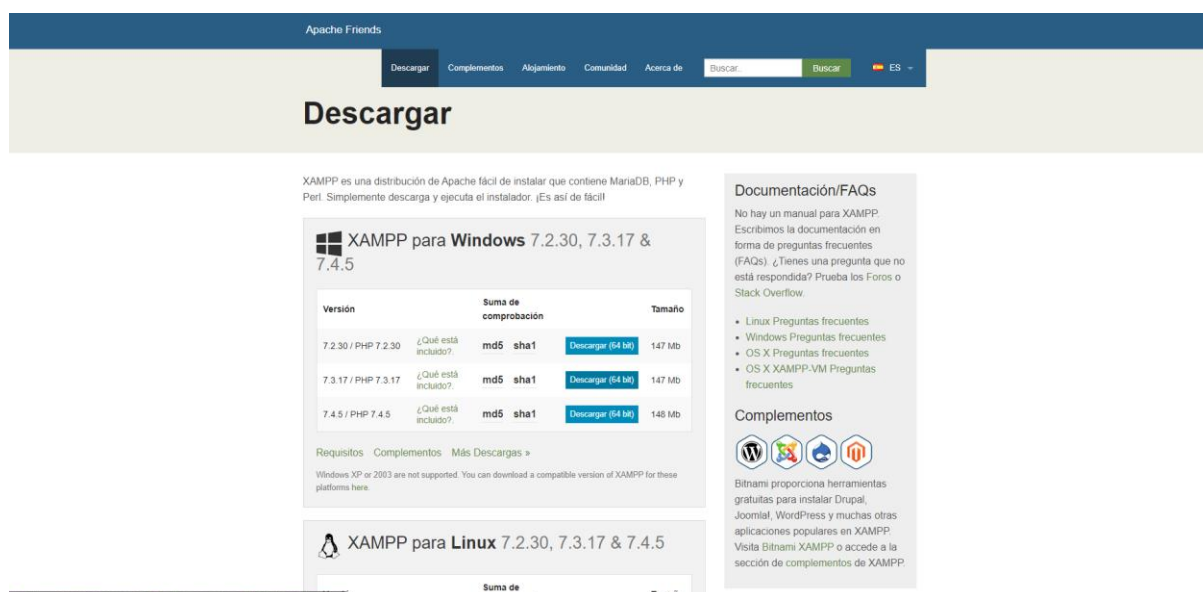 Apache Friends
Descargar Complementos Alojamiento Comunidad Acerca de Buscar... Buscar ES
Descargar
XAMPP es una distribución de Apache fácil de instalar que contiene MariaDB, PHP y
Perl. Simplemente descarga y ejecuta el instalador. ¡Es así de fácil!
XAMPP para Windows 7.2.30, 7.3.17 &
7.4.5
Versión Suma de
comprobación Tamaño
7.2.30 / PHP 7.2.30 ¿Qué está
incluido?. md5 sha1 Descargar (64 bit) 147 Mb
7.3.17 / PHP 7.3.17 ¿Qué está
incluido?. md5 sha1 Descargar (64 bit) 147 Mb
7.4.5 / PHP 7.4.5 ¿Qué está
incluido?. md5 sha1 Descargar (64 bit) 148 Mb
Requisitos Complementos Más Descargas »
Windows XP or 2003 are not supported. You can download a compatible version of XAMPP for these
platforms here.
XAMPP para Linux 7.2.30, 7.3.17 & 7.4.5
Suma de
Documentación/FAQs
No hay un manual para XAMPP.
Escribimos la documentación en
forma de preguntas frecuentes
(FAQs). ¿Tienes una pregunta que no
está respondida? Prueba los Foros o
Stack Overflow.
• Linux Preguntas frecuentes
• Windows Preguntas frecuentes
• OS X Preguntas frecuentes
• OS X XAMPP-VM Preguntas
frecuentes
Complementos
Bitnami proporciona herramientas
gratuitas para instalar Drupal,
Joomla!, WordPress y muchas otras
aplicaciones populares en XAMPP.
Visita Bitnami XAMPP o accede a la
sección de complementos de XAMPP.